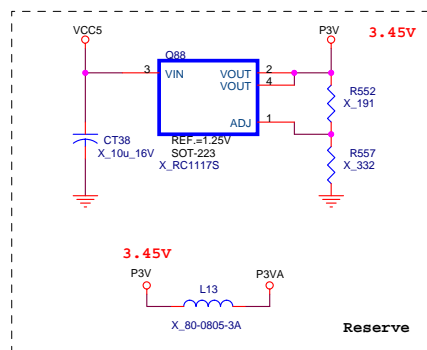 VCC5
P3V
3.45V
Q88
3
VIN
VOUT
2
VOUT
4
R552
X_191
ADJ
1
CT38
X_10u_16V
REF.=1.25V
SOT-223
X_RC1117S
R557
X_332
3.45V
P3V
L13
P3VA
X_80-0805-3A
Reserve